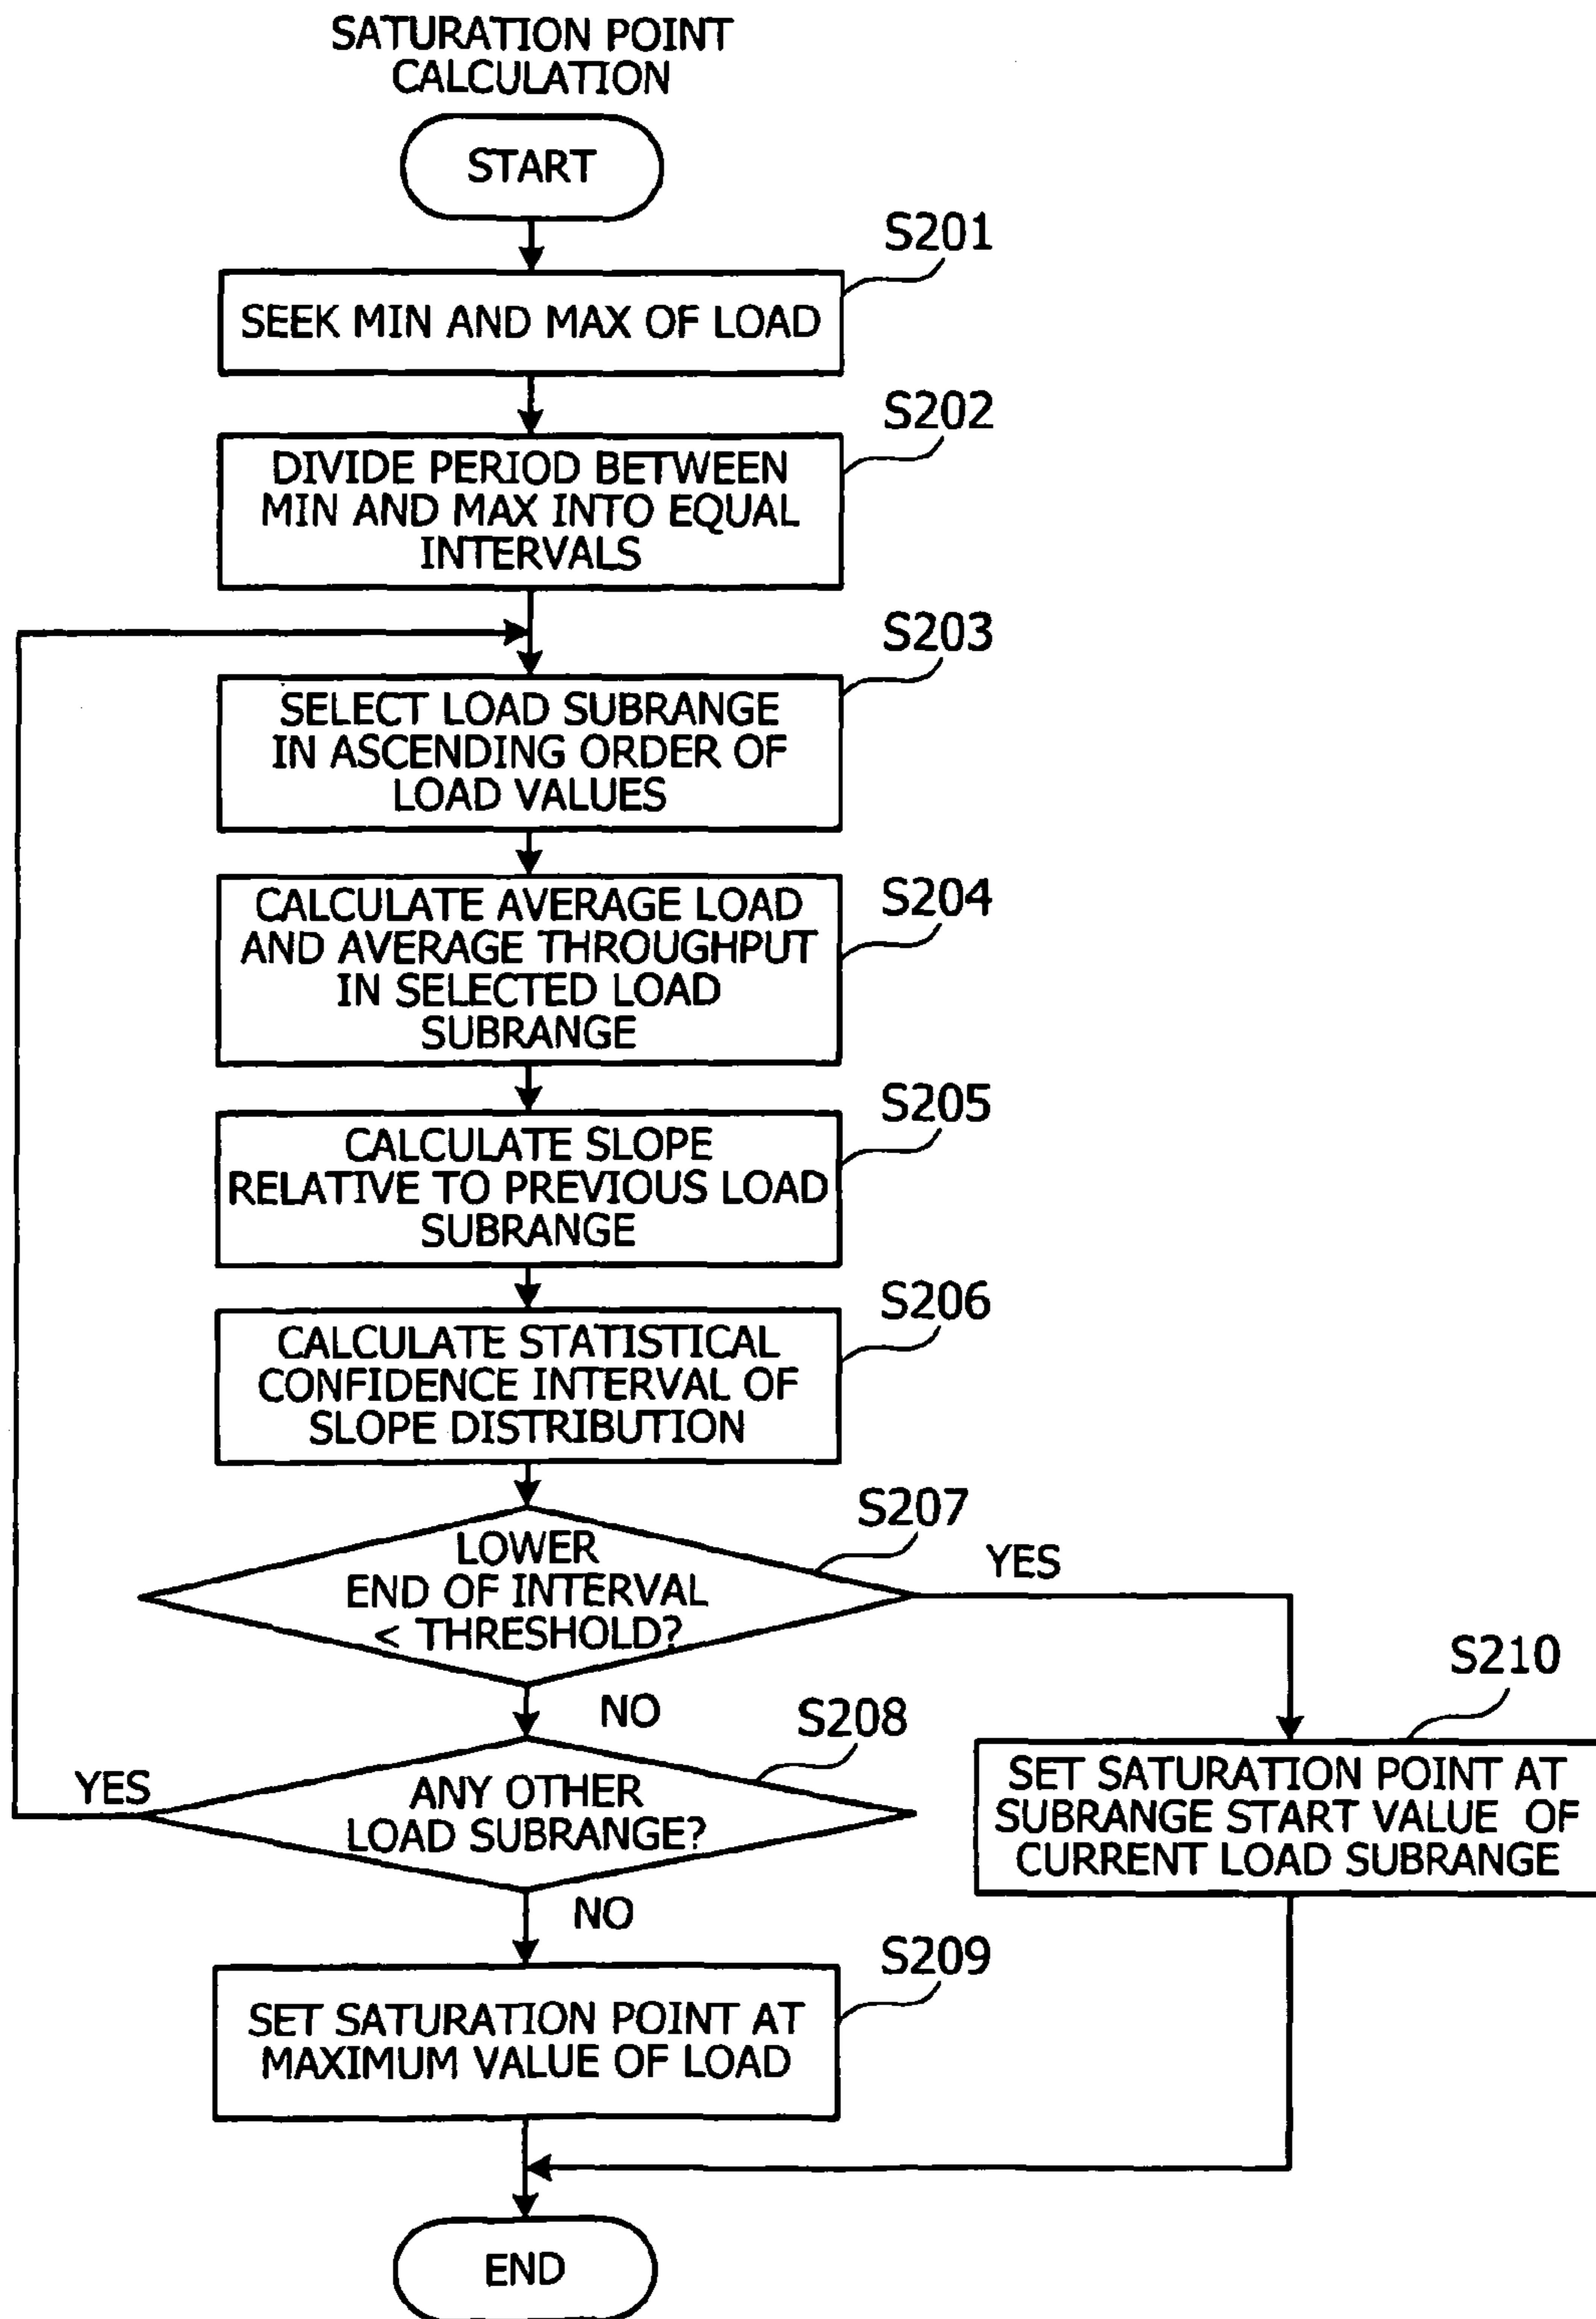 SATURATION POINT
CALCULATION
START
S201
SEEK MIN AND MAX OF LOAD
S202
DIVIDE PERIOD BETWEEN
MIN AND MAX INTO EQUAL
INTERVALS
S203
SELECT LOAD SUBRANGE
IN ASCENDING ORDER OF
LOAD VALUES
S204
CALCULATE AVERAGE LOAD
AND AVERAGE THROUGHPUT
IN SELECTED LOAD
SUBRANGE
S205
CALCULATE SLOPE
RELATIVE TO PREVIOUS LOAD
SUBRANGE
S206
CALCULATE STATISTICAL
CONFIDENCE INTERVAL OF
SLOPE DISTRIBUTION
S207
LOWER
END OF INTERVAL
< THRESHOLD?
YES
NO
S208
ANY OTHER
LOAD SUBRANGE?
YES
NO
S210
SET SATURATION POINT AT
SUBRANGE START VALUE OF
CURRENT LOAD SUBRANGE
S209
SET SATURATION POINT AT
MAXIMUM VALUE OF LOAD
END